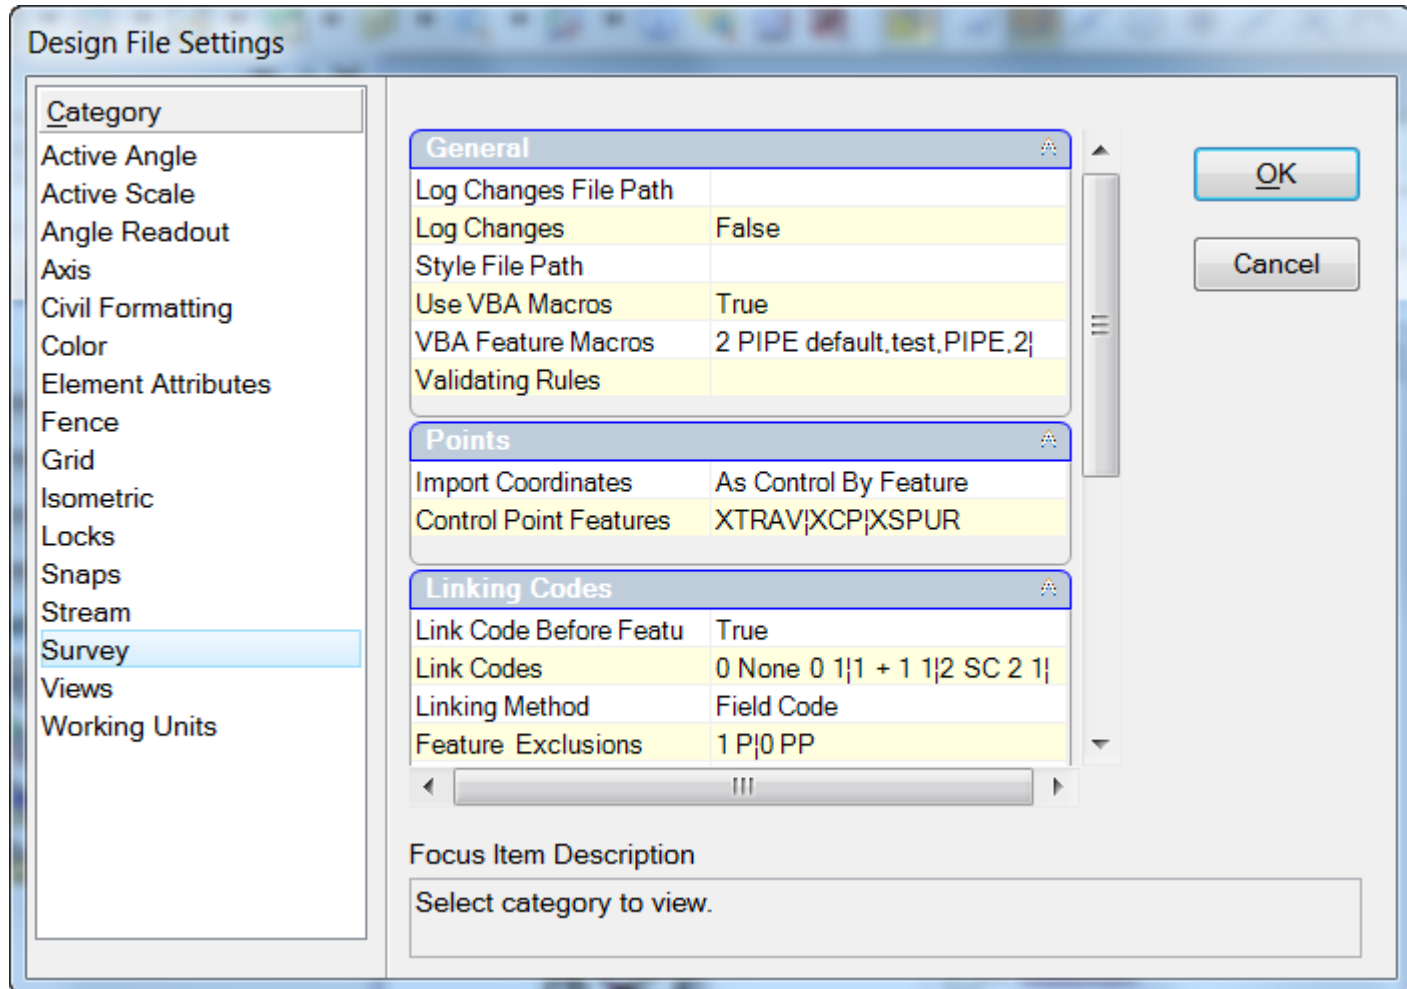 Design File Settings
Category
Active Angle
Active Scale
Angle Readout
Axis
Civil Formatting
Color
Element Attributes
Fence
Grid
Isometric
Locks
Snaps
Stream
Survey
Views
Working Units
General
Log Changes File Path
Log Changes False
Style File Path
Use VBA Macros True
VBA Feature Macros 2 PIPE default,test,PIPE,2¦
Validating Rules
Points
Import Coordinates As Control By Feature
Control Point Features XTRAV¦XCP¦XSPUR
Linking Codes
Link Code Before Featu True
Link Codes 0 None 0 1¦1 + 1 1¦2 SC 2 1¦
Linking Method Field Code
Feature Exclusions 1 P¦0 PP
OK
Cancel
Focus Item Description
Select category to view.